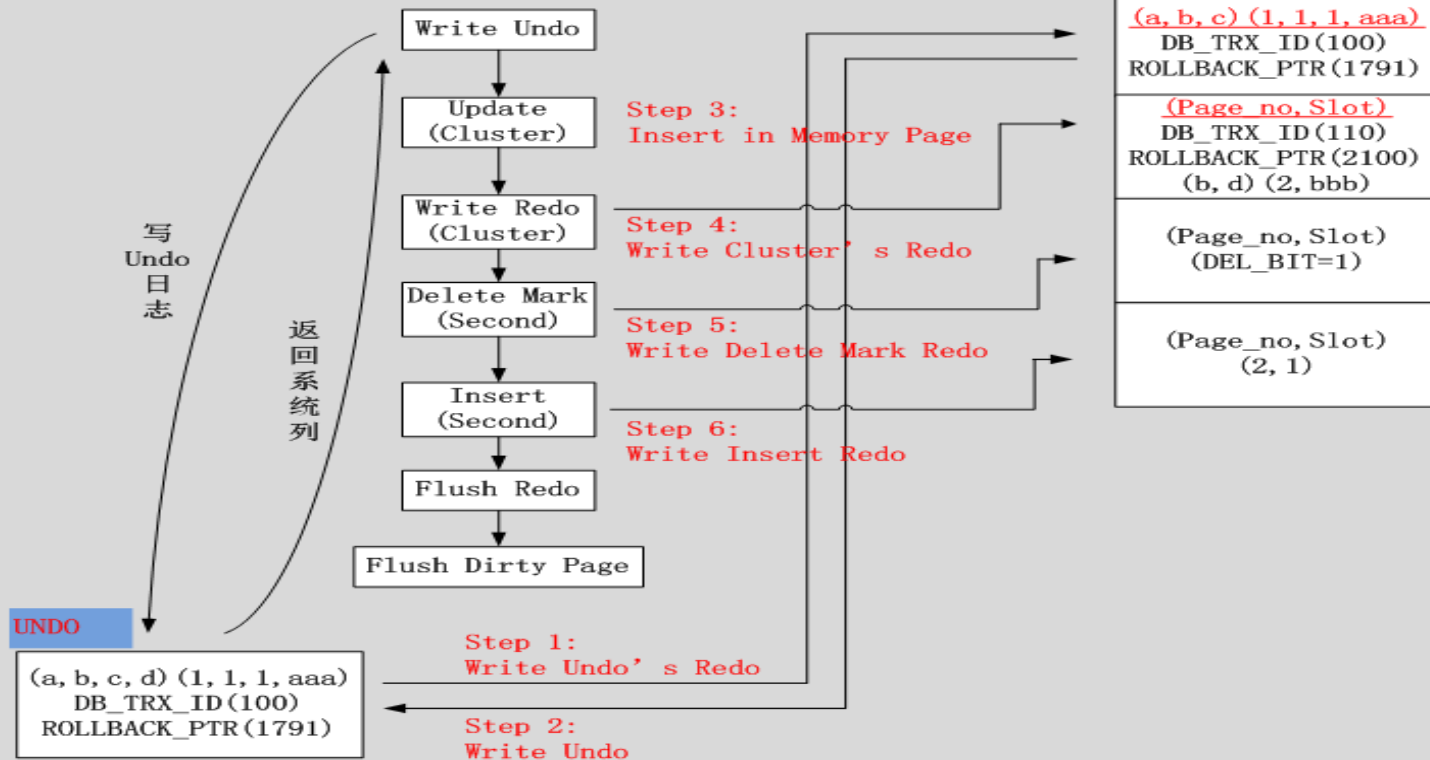 Write Undo
Update
(Cluster)
Write Redo
(Cluster)
Delete Mark
(Second)
Insert
(Second)
Flush Redo
Flush Dirty Page
写
Undo
日
志
返
回
系
统
列
Step 3:
Insert in Memory Page
Step 4:
Write Cluster’s Redo
Step 5:
Write Delete Mark Redo
Step 6:
Write Insert Redo
(a,b,c)(1,1,1,aaa)
DB_TRX_ID(100)
ROLLBACK_PTR(1791)
(Page_no,Slot)
DB_TRX_ID(110)
ROLLBACK_PTR(2100)
(b,d)(2,bbb)
(Page_no,Slot)
(DEL_BIT=1)
(Page_no,Slot)
(2,1)
UNDO
(a,b,c,d)(1,1,1,aaa)
DB_TRX_ID(100)
ROLLBACK_PTR(1791)
Step 1:
Write Undo’s Redo
Step 2:
Write Undo